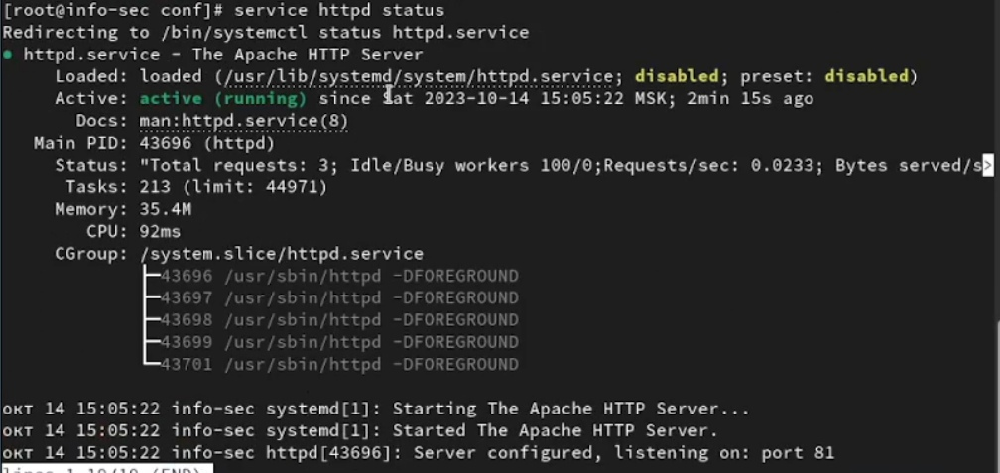 [root@info-sec conf]# service httpd status
Redirecting to /bin/systemctl status httpd.service
● httpd.service - The Apache HTTP Server
Loaded: loaded (/usr/lib/systemd/system/httpd.service; disabled; preset: disabled)
Active: active (running) since Sat 2023-10-14 15:05:22 MSK; 2min 15s ago
Docs: man:httpd.service(8)
Main PID: 43696 (httpd)
Status: "Total requests: 3; Idle/Busy workers 100/0;Requests/sec: 0.0233; Bytes served/s>
Tasks: 213 (limit: 44971)
Memory: 35.4M
CPU: 92ms
CGroup: /system.slice/httpd.service
├─43696 /usr/sbin/httpd -DFOREGROUND
├─43697 /usr/sbin/httpd -DFOREGROUND
├─43698 /usr/sbin/httpd -DFOREGROUND
├─43699 /usr/sbin/httpd -DFOREGROUND
└─43701 /usr/sbin/httpd -DFOREGROUND
окт 14 15:05:22 info-sec systemd[1]: Starting The Apache HTTP Server...
окт 14 15:05:22 info-sec systemd[1]: Started The Apache HTTP Server.
окт 14 15:05:22 info-sec httpd[43696]: Server configured, listening on: port 81
lines 1-19/19 (END)